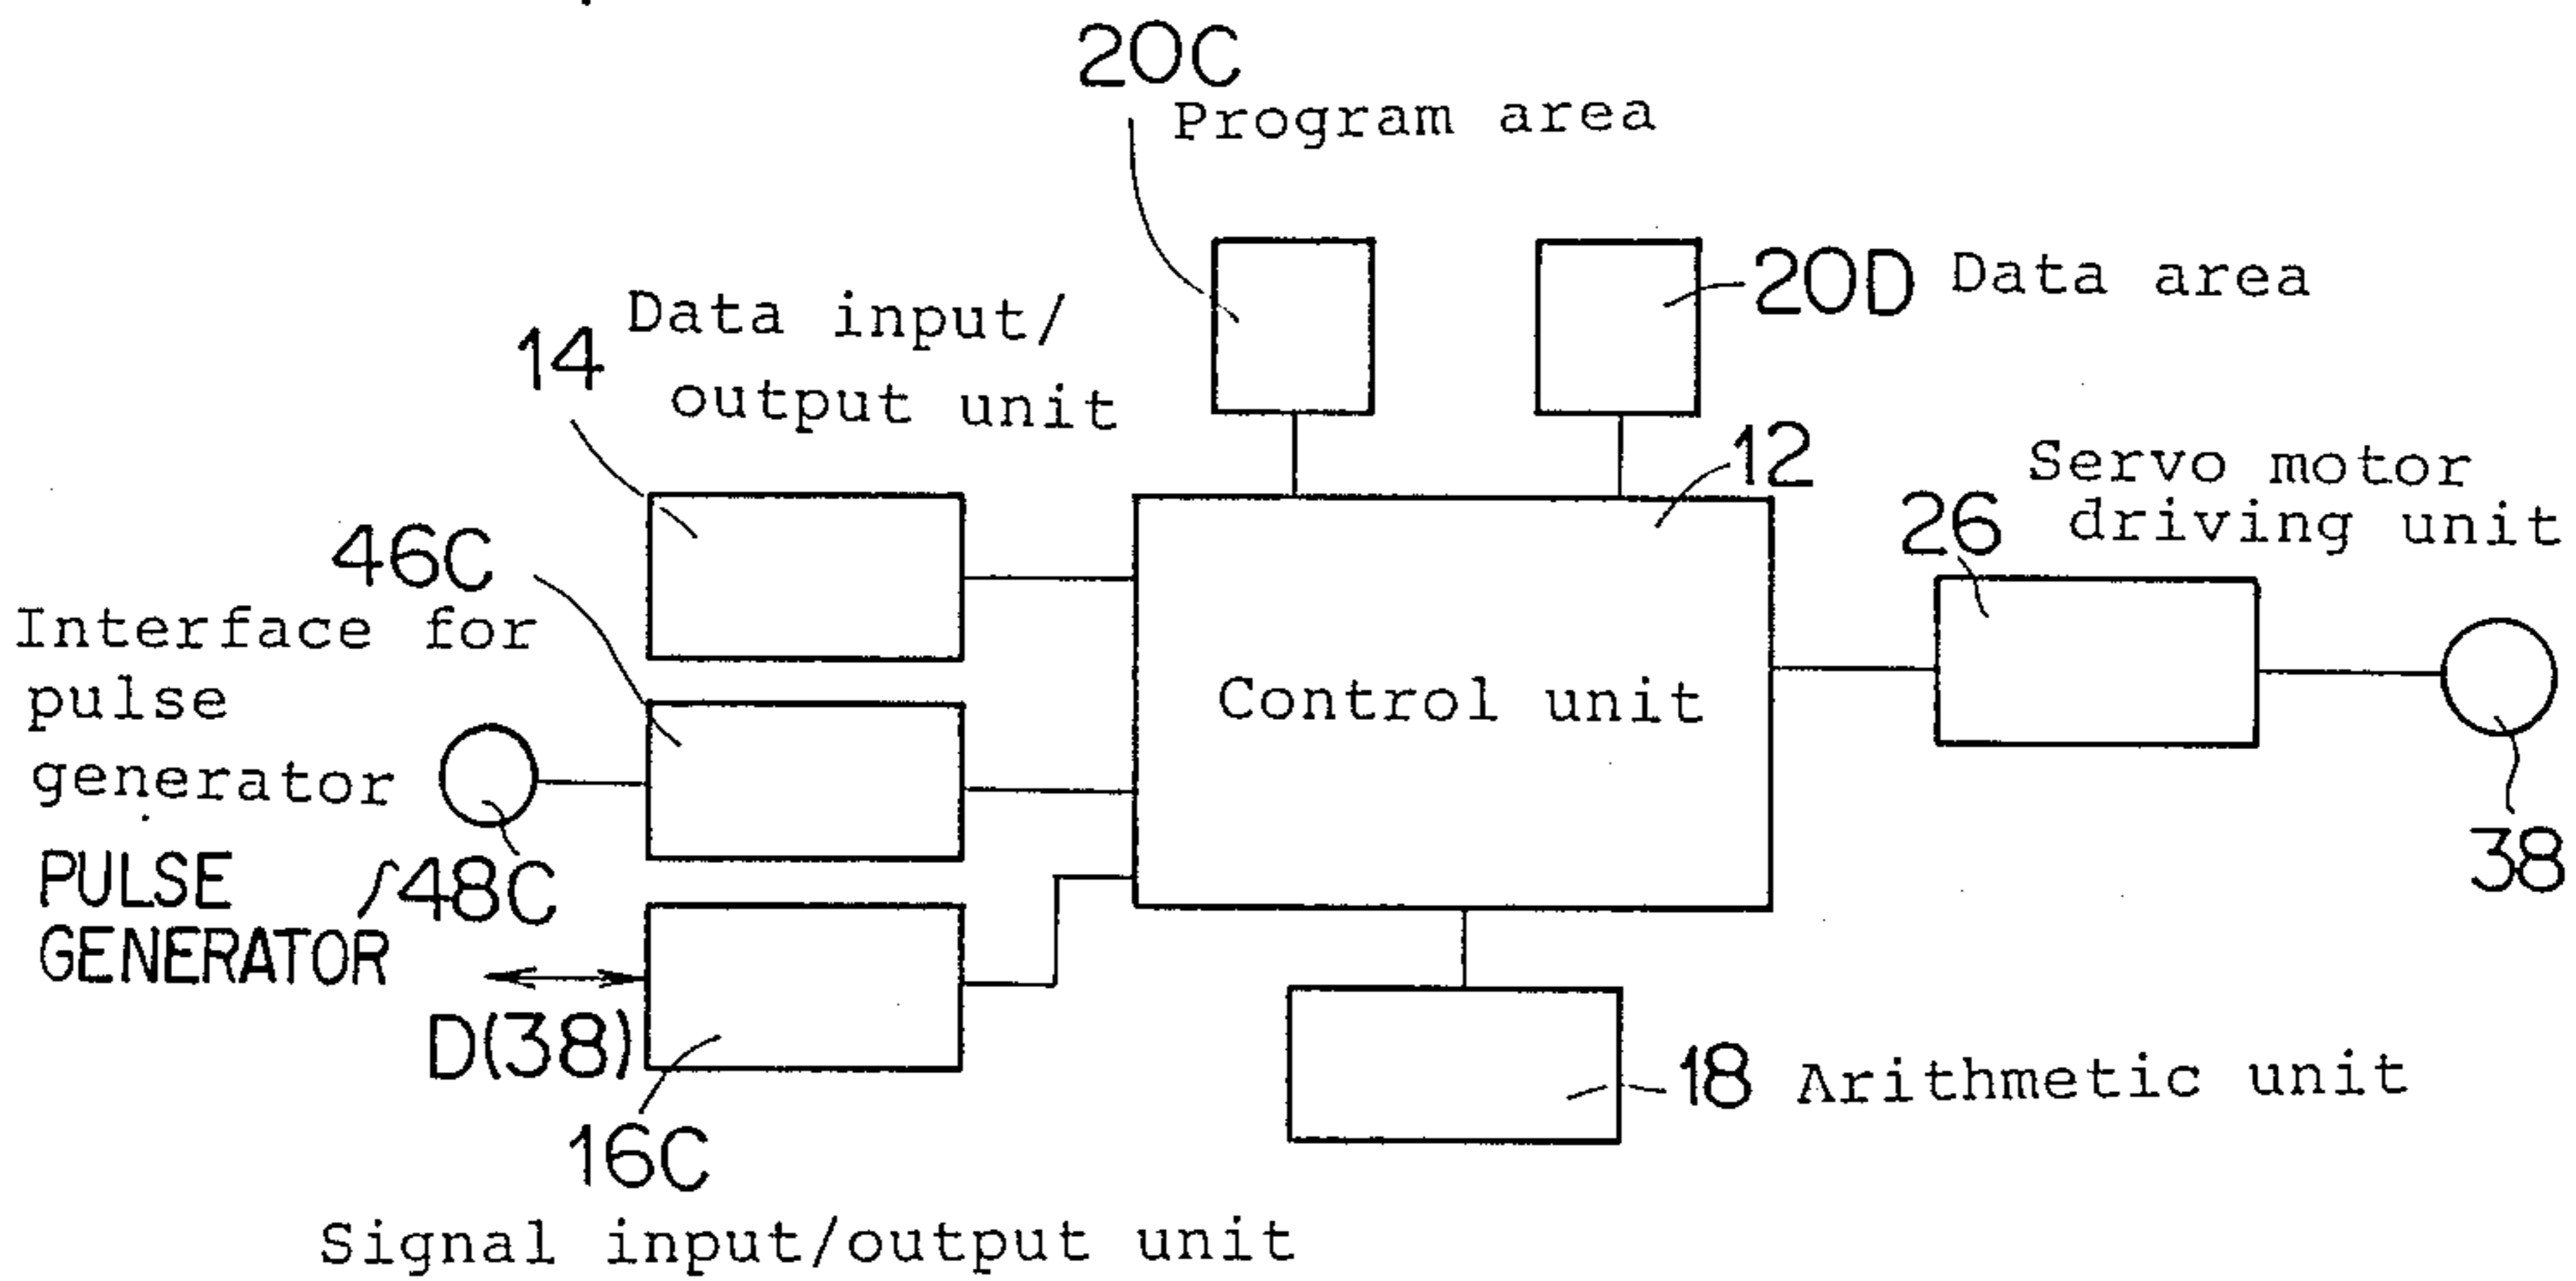 20C
Program area
20D Data area
Data input/
14
output unit
12
Servo motor
26
driving unit
46C
Interface for
pulse
generator
Control unit
38
PULSE
GENERATOR
48C
D(38)
18 Arithmetic unit
16C
Signal input/output unit